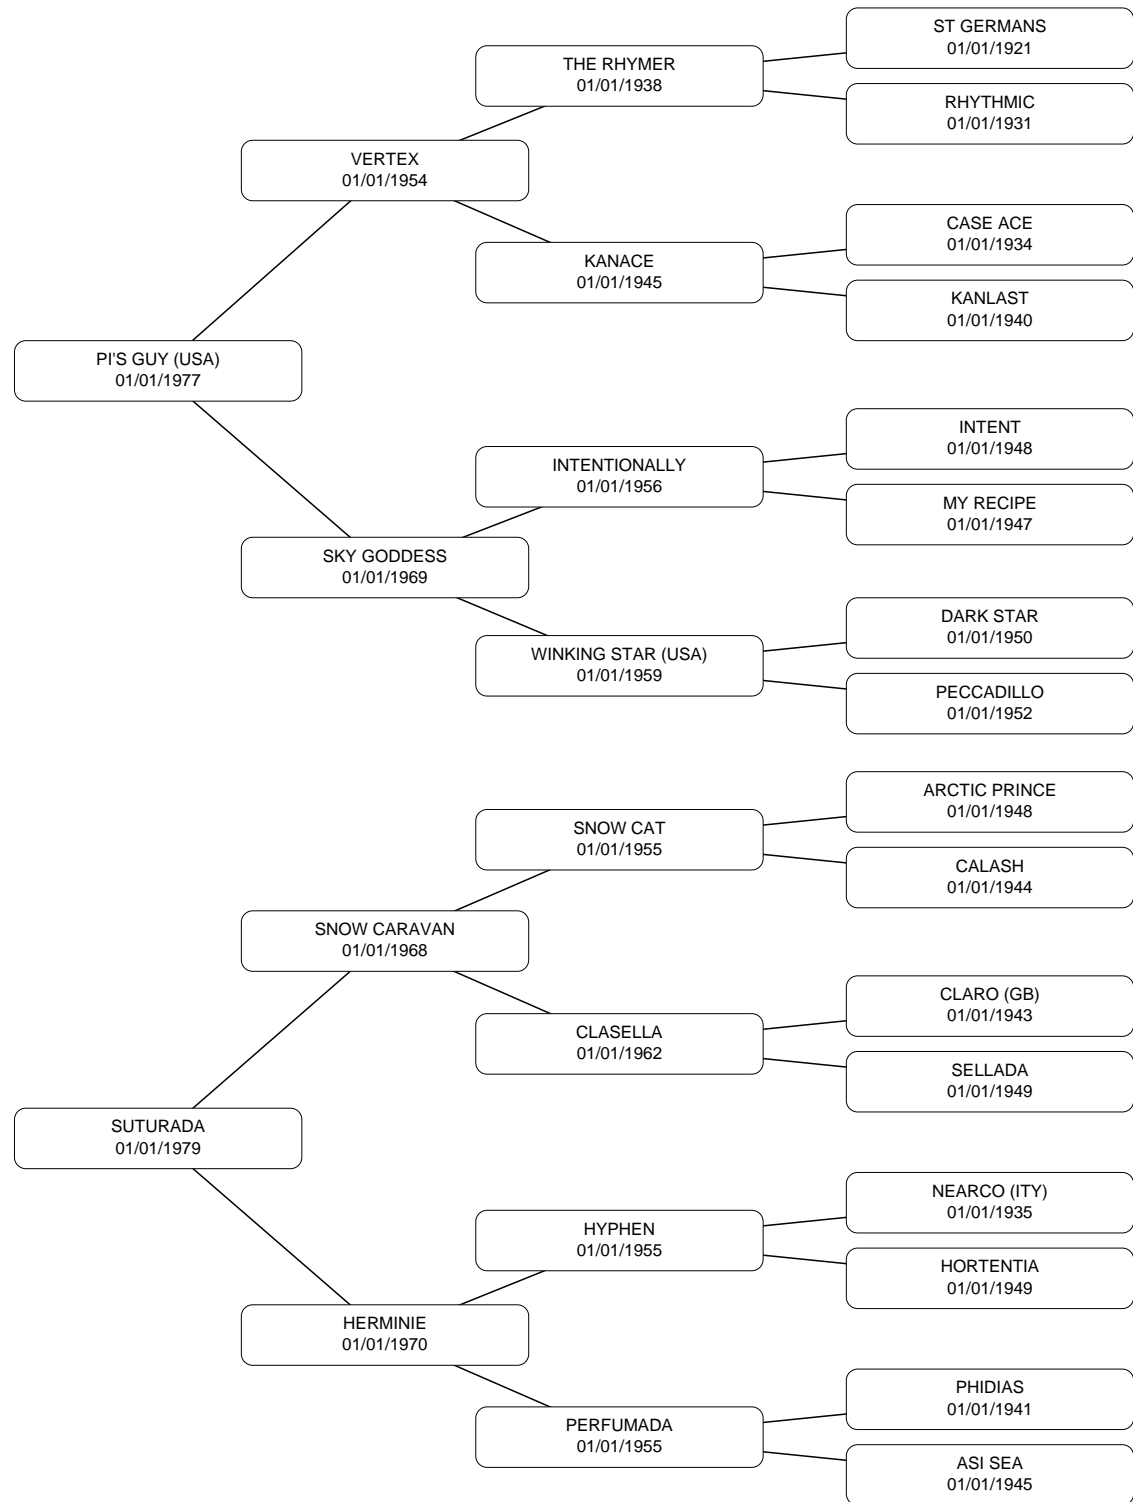 ST GERMANS
01/01/1921
THE RHYMER
01/01/1938
RHYTHMIC
01/01/1931
VERTEX
01/01/1954
CASE ACE
01/01/1934
KANACE
01/01/1945
KANLAST
01/01/1940
PI'S GUY (USA)
01/01/1977
INTENT
01/01/1948
INTENTIONALLY
01/01/1956
MY RECIPE
01/01/1947
SKY GODDESS
01/01/1969
DARK STAR
01/01/1950
WINKING STAR (USA)
01/01/1959
PECCADILLO
01/01/1952
ARCTIC PRINCE
01/01/1948
SNOW CAT
01/01/1955
CALASH
01/01/1944
SNOW CARAVAN
01/01/1968
CLARO (GB)
01/01/1943
CLASELLA
01/01/1962
SELLADA
01/01/1949
SUTURADA
01/01/1979
NEARCO (ITY)
01/01/1935
HYPHEN
01/01/1955
HORTENTIA
01/01/1949
HERMINIE
01/01/1970
PHIDIAS
01/01/1941
PERFUMADA
01/01/1955
ASI SEA
01/01/1945